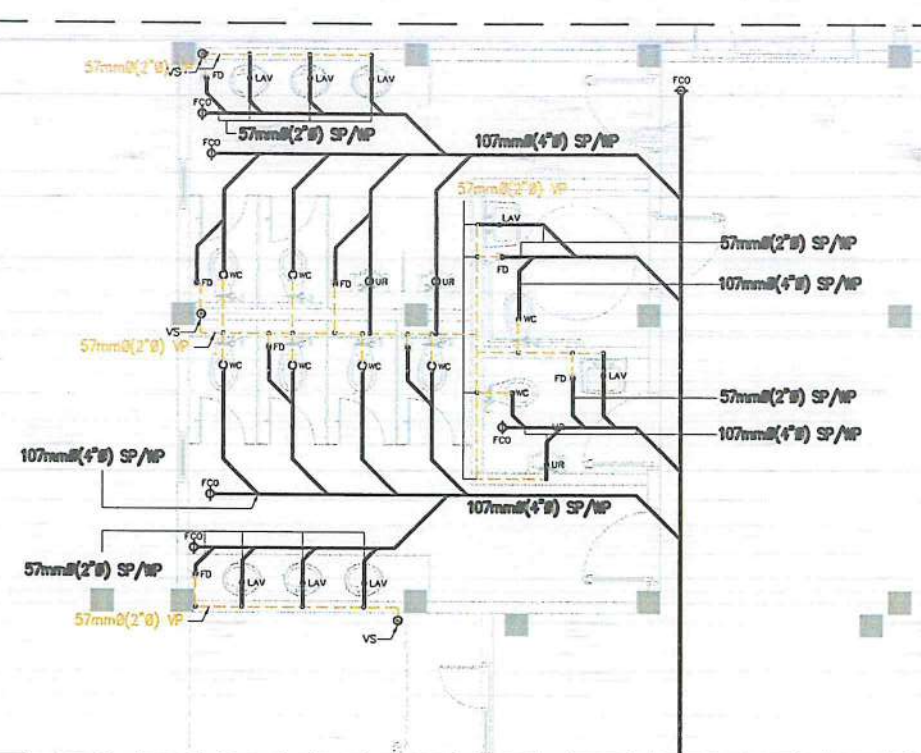 57mmØ(2"Ø) VP
VS
FD
LAV
LAV
LAV
FCO
FCO
57mmØ(2"Ø) SP/WP
FCO
107mmØ(4"Ø) SP/WP
57mmØ(2"Ø) VP
LAV
57mmØ(2"Ø) SP/WP
FD
107mmØ(4"Ø) SP/WP
WC
WC
FD
FD
UR
UR
WC
VS
57mmØ(2"Ø) VP
FD
WC
WC
WC
WC
FD
LAV
WC
57mmØ(2"Ø) SP/WP
FCO
VP
107mmØ(4"Ø) SP/WP
107mmØ(4"Ø) SP/WP
UR
FCO
107mmØ(4"Ø) SP/WP
FCO
57mmØ(2"Ø) SP/WP
FD
LAV
LAV
LAV
57mmØ(2"Ø) VP
VS